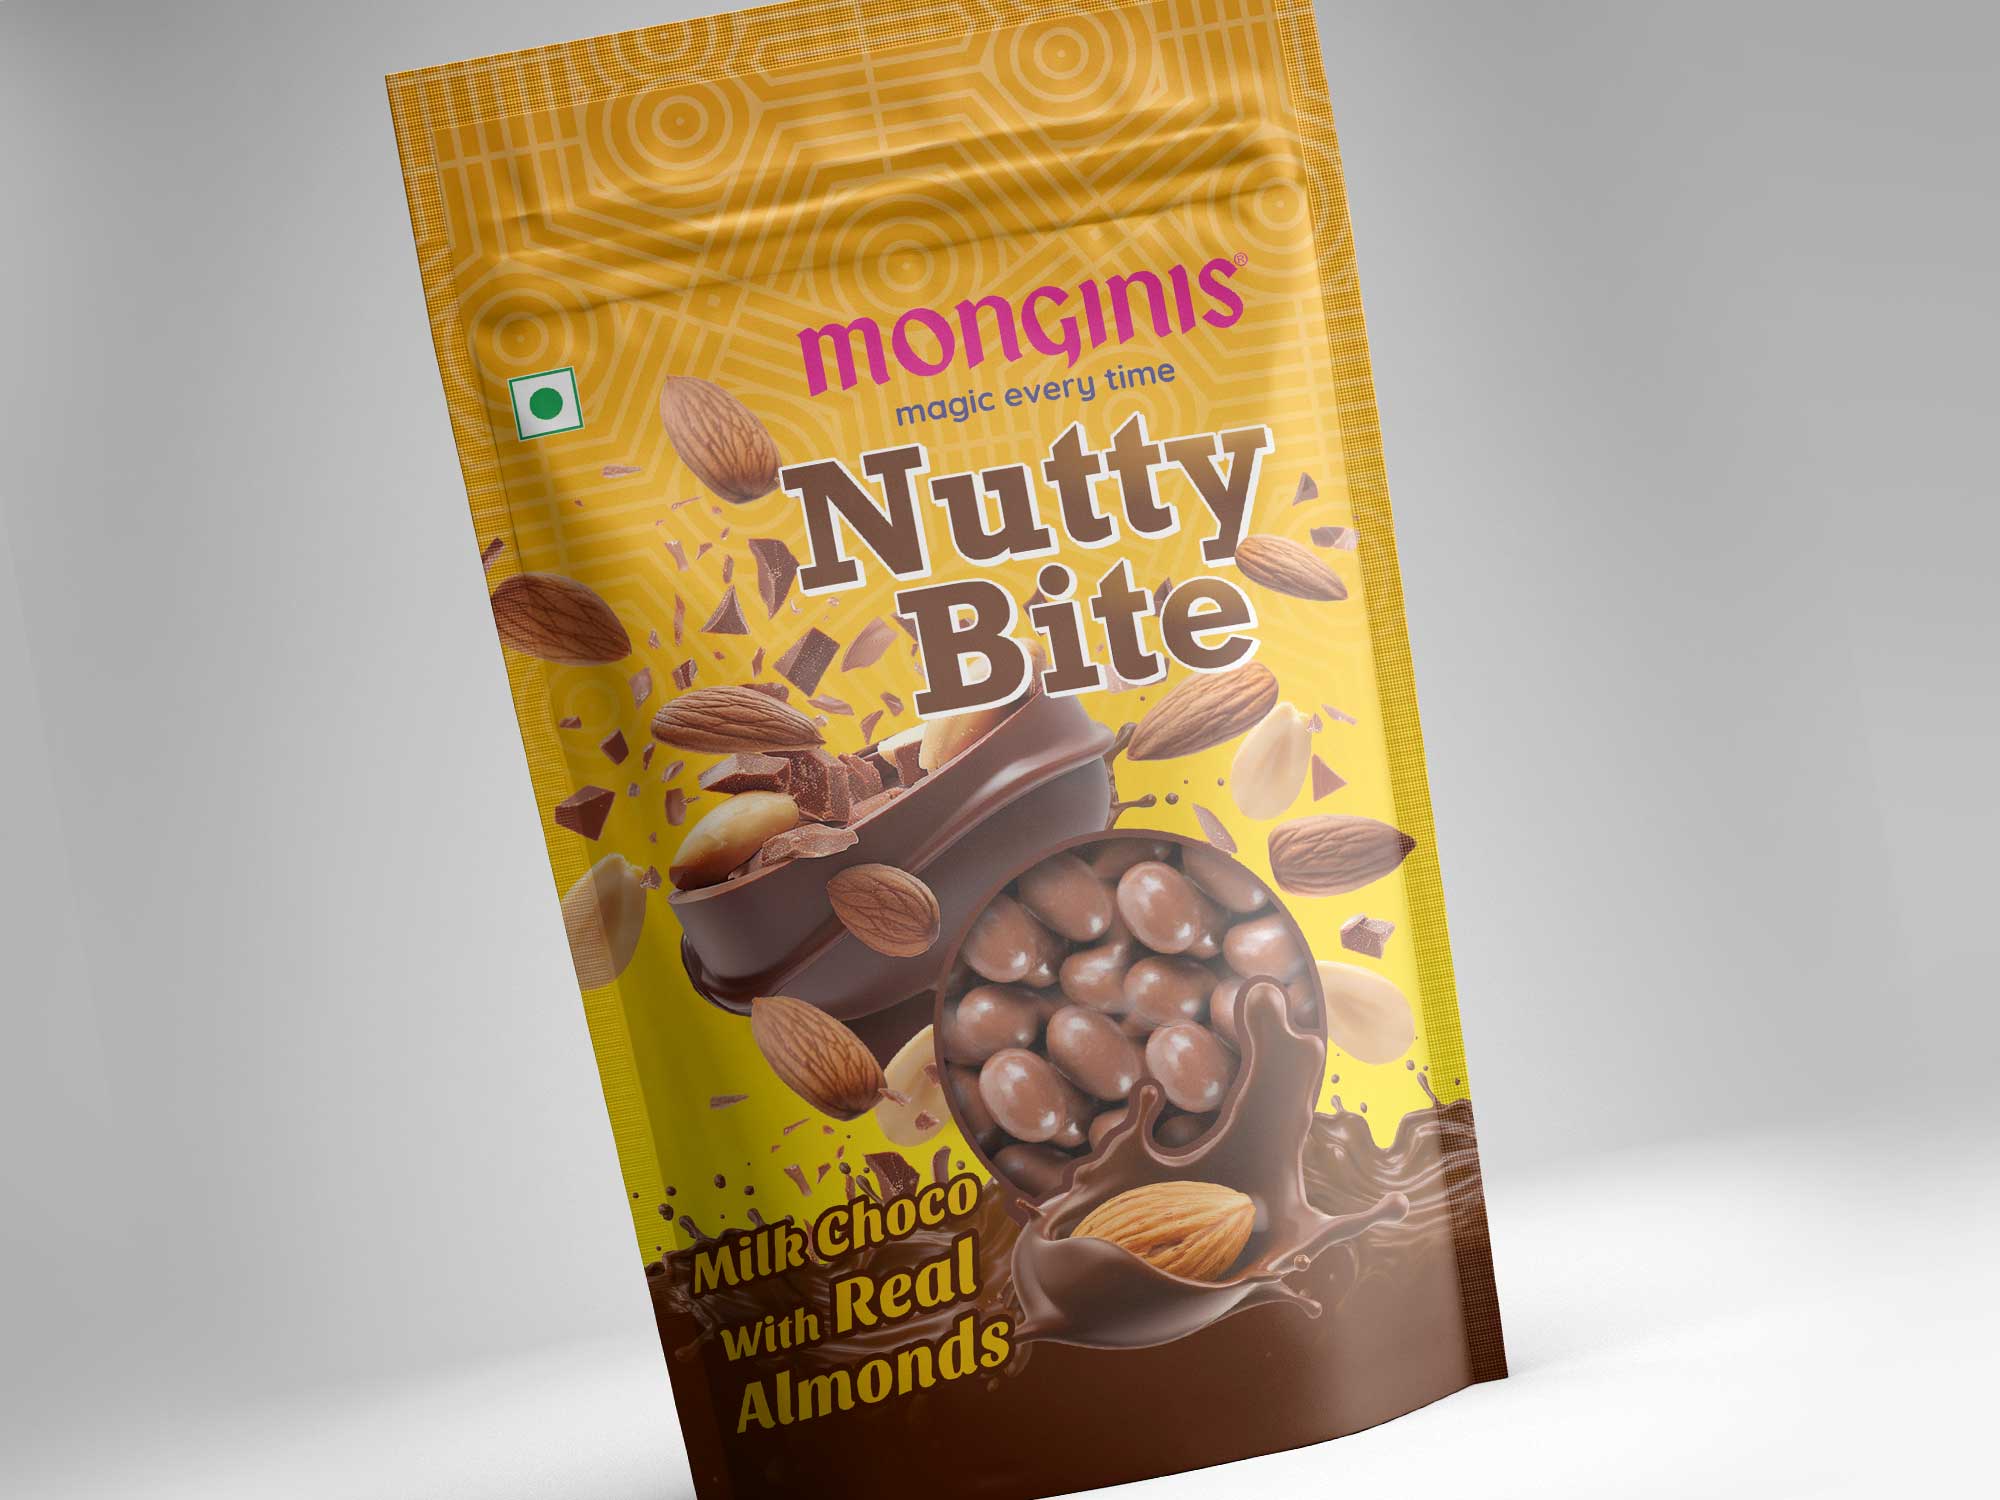 monginis®
magic every time
Nutty
Bite
Milk Choco
With Real
Almonds